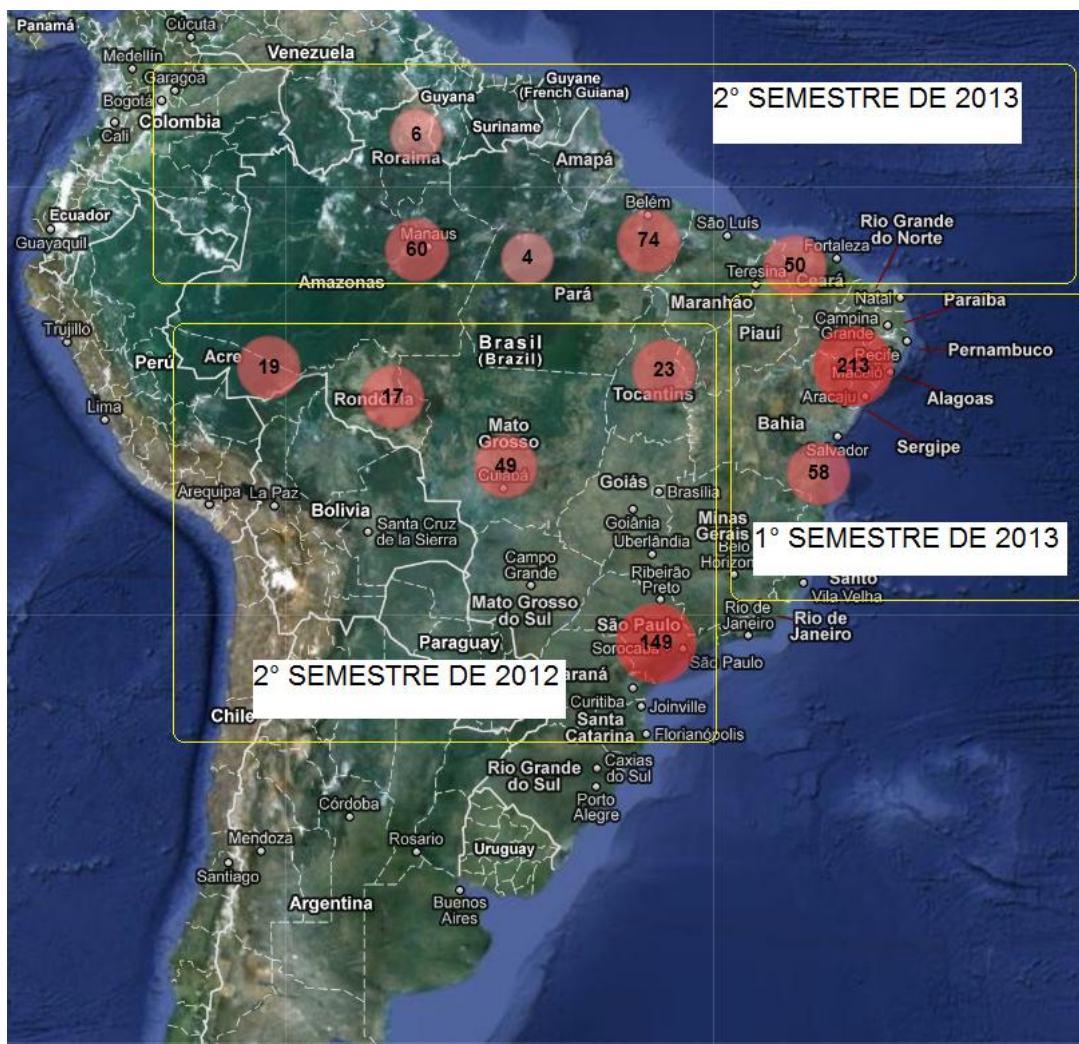 Panamá
Cúcuta
Medellín
Venezuela
Garagoa
Bogotá
Guyane
(French Guiana)
Guyana
2° SEMESTRE DE 2013
Cali
Colombia
Suriname
6
Roraima
Amapá
Ecuador
Guayaquil
Belém
São Luís
Rio Grande
do Norte
Manaus
60
4
74
Fortaleza
50
Teresina
Ceará
Amazonas
Pará
Maranhão
Natal
Paraíba
Trujillo
Piauí
Campina
Grande
Brasil
(Brazil)
Perú
Acre
19
Recife
Pernambuco
213
Maceió
23
17
Rondônia
Tocantins
Aracaju
Alagoas
Lima
Mato
Grosso
Bahia
Sergipe
Salvador
49
Cuiabá
58
Goiás
Brasília
Arequipa
La Paz
Bolivia
Goiânia
Minas
Gerais
Santa Cruz
de la Sierra
Uberlândia
1° SEMESTRE DE 2013
Belo
Horizon
Campo
Grande
Ribeirão
Preto
Santo
Vila Velha
Mato Grosso
do Sul
Rio de
Janeiro
Rio de
Janeiro
São Paulo
149
Paraguay
Sorocaba
São Paulo
2° SEMESTRE DE 2012
araná
Curitiba
Joinville
Chile
Santa
Catarina
Florianópolis
Rio Grande
do Sul
Caxias
do Sul
Porto
Alegre
Córdoba
Mendoza
Rosario
Uruguay
Santiago
Argentina
Buenos
Aires